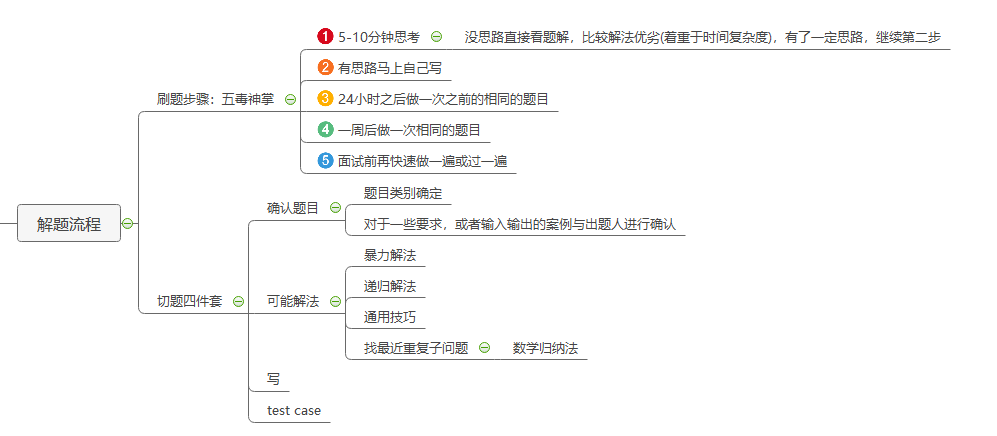 1 5-10分钟思考
没思路直接看题解，比较解法优劣(着重于时间复杂度)，有了一定思路，继续第二步
2 有思路马上自己写
刷题步骤：五毒神掌
3 24小时之后做一次之前的相同的题目
4 一周后做一次相同的题目
5 面试前再快速做一遍或过一遍
解题流程
题目类别确定
确认题目
对于一些要求，或者输入输出的案例与出题人进行确认
暴力解法
递归解法
切题四件套
可能解法
通用技巧
找最近重复子问题
数学归纳法
写
test case